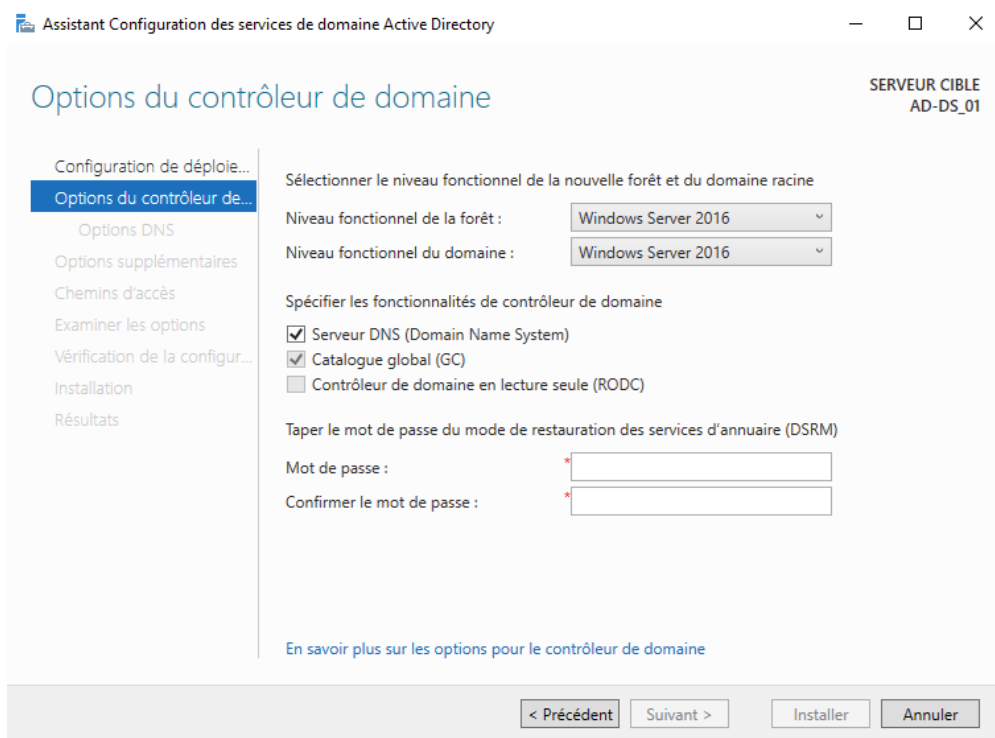 Assistant Configuration des services de domaine Active Directory
Options du contrôleur de domaine
SERVEUR CIBLE
AD-DS_01
Configuration de déploie...
Options du contrôleur de...
Options DNS
Options supplémentaires
Chemins d'accès
Examiner les options
Vérification de la configur...
Installation
Résultats
Sélectionner le niveau fonctionnel de la nouvelle forêt et du domaine racine
Niveau fonctionnel de la forêt : Windows Server 2016
Niveau fonctionnel du domaine : Windows Server 2016
Spécifier les fonctionnalités de contrôleur de domaine
Serveur DNS (Domain Name System)
Catalogue global (GC)
Contrôleur de domaine en lecture seule (RODC)
Taper le mot de passe du mode de restauration des services d'annuaire (DSRM)
Mot de passe : *
Confirmer le mot de passe : *
En savoir plus sur les options pour le contrôleur de domaine
< Précédent Suivant > Installer Annuler